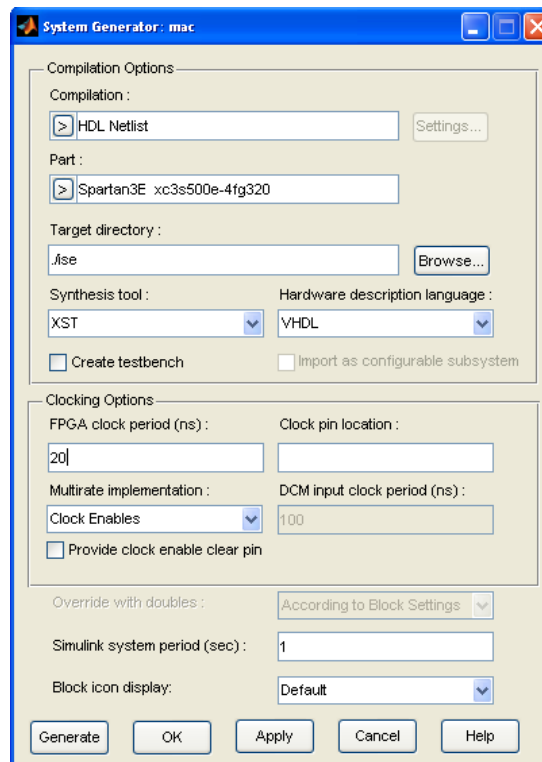 System Generator: mac
Compilation Options
Compilation :
> HDL Netlist
Settings...
Part :
> Spartan3E xc3s500e-4fg320
Target directory :
./ise
Browse...
Synthesis tool :
Hardware description language :
XST
VHDL
Create testbench
Import as configurable subsystem
Clocking Options
FPGA clock period (ns) :
Clock pin location :
20
Multirate implementation :
DCM input clock period (ns) :
Clock Enables
100
Provide clock enable clear pin
Override with doubles :
According to Block Settings
Simulink system period (sec) :
1
Block icon display:
Default
Generate
OK
Apply
Cancel
Help